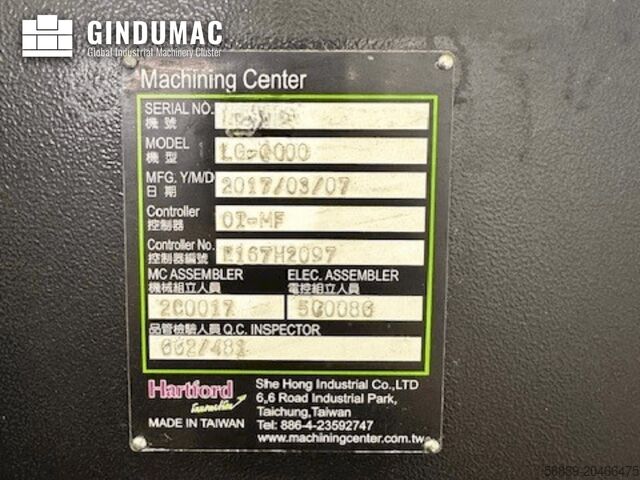 GINDUMAC
Global Industrial Machinery Cluster
Machining Center
SERIAL NO.
機號
MODEL
機型
MFG. Y/M/D 2017/03/07
日期
Controller 0I-MF
控制器
Controller No.
控制器編號
MC ASSEMBLER ELEC. ASSEMBLER
機械組立人員 電控組立人員
品管檢驗人員 Q.C. INSPECTOR
Hartford Sihe Hong Industrial Co.,LTD
6,6 Road Industrial Park,
Taichung,Taiwan
MADE IN TAIWAN Tel: 886-4-23592747
www.machiningcenter.com.tw